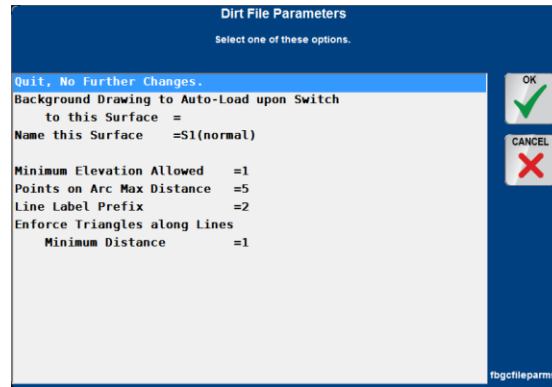 Dirt File Parameters
Select one of these options.
Quit, No Further Changes.
Background Drawing to Auto-Load upon Switch
to this Surface =
Name this Surface =S1(normal)
Minimum Elevation Allowed =1
Points on Arc Max Distance =5
Line Label Prefix =2
Enforce Triangles along Lines
Minimum Distance =1
OK
CANCEL
fbgcfileparms